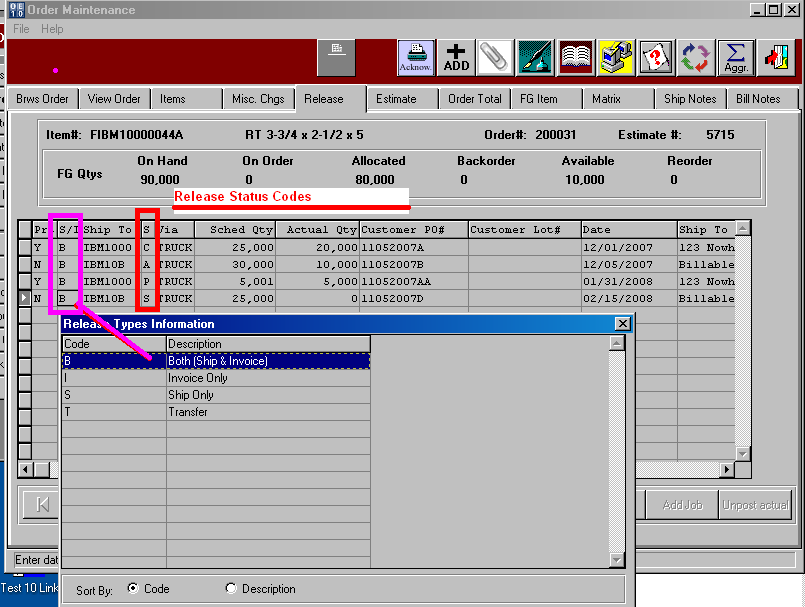 Order Maintenance
File Help
Acknow. ADD Aggr.
Brws Order View Order Items Misc. Chgs Release Estimate Order Total FG Item Matrix Ship Notes Bill Notes
Item#: FIBM10000044A RT 3-3/4 x 2-1/2 x 5 Order#: 200031 Estimate #: 5715
On Hand On Order Allocated Backorder Available Reorder
FG Qtys 90,000 0 80,000 0 10,000 0
Release Status Codes
Pr S/I Ship To S Via Sched Qty Actual Qty Customer PO# Customer Lot# Date Ship To
Y B IBM1000 C TRUCK 25,000 20,000 11052007A 12/01/2007 123 Nowh
N B IBM10B A TRUCK 30,000 10,000 11052007B 12/05/2007 Billable
Y B IBM1000 P TRUCK 5,001 5,000 11052007AA 01/31/2008 123 Nowh
N B IBM10B S TRUCK 25,000 0 11052007D 02/15/2008 Billable
Release Types Information
Code Description
B Both (Ship & Invoice)
I Invoice Only
S Ship Only
T Transfer
Add Job Unpost actual
Enter dat
Test 10 Link
Sort By: Code Description